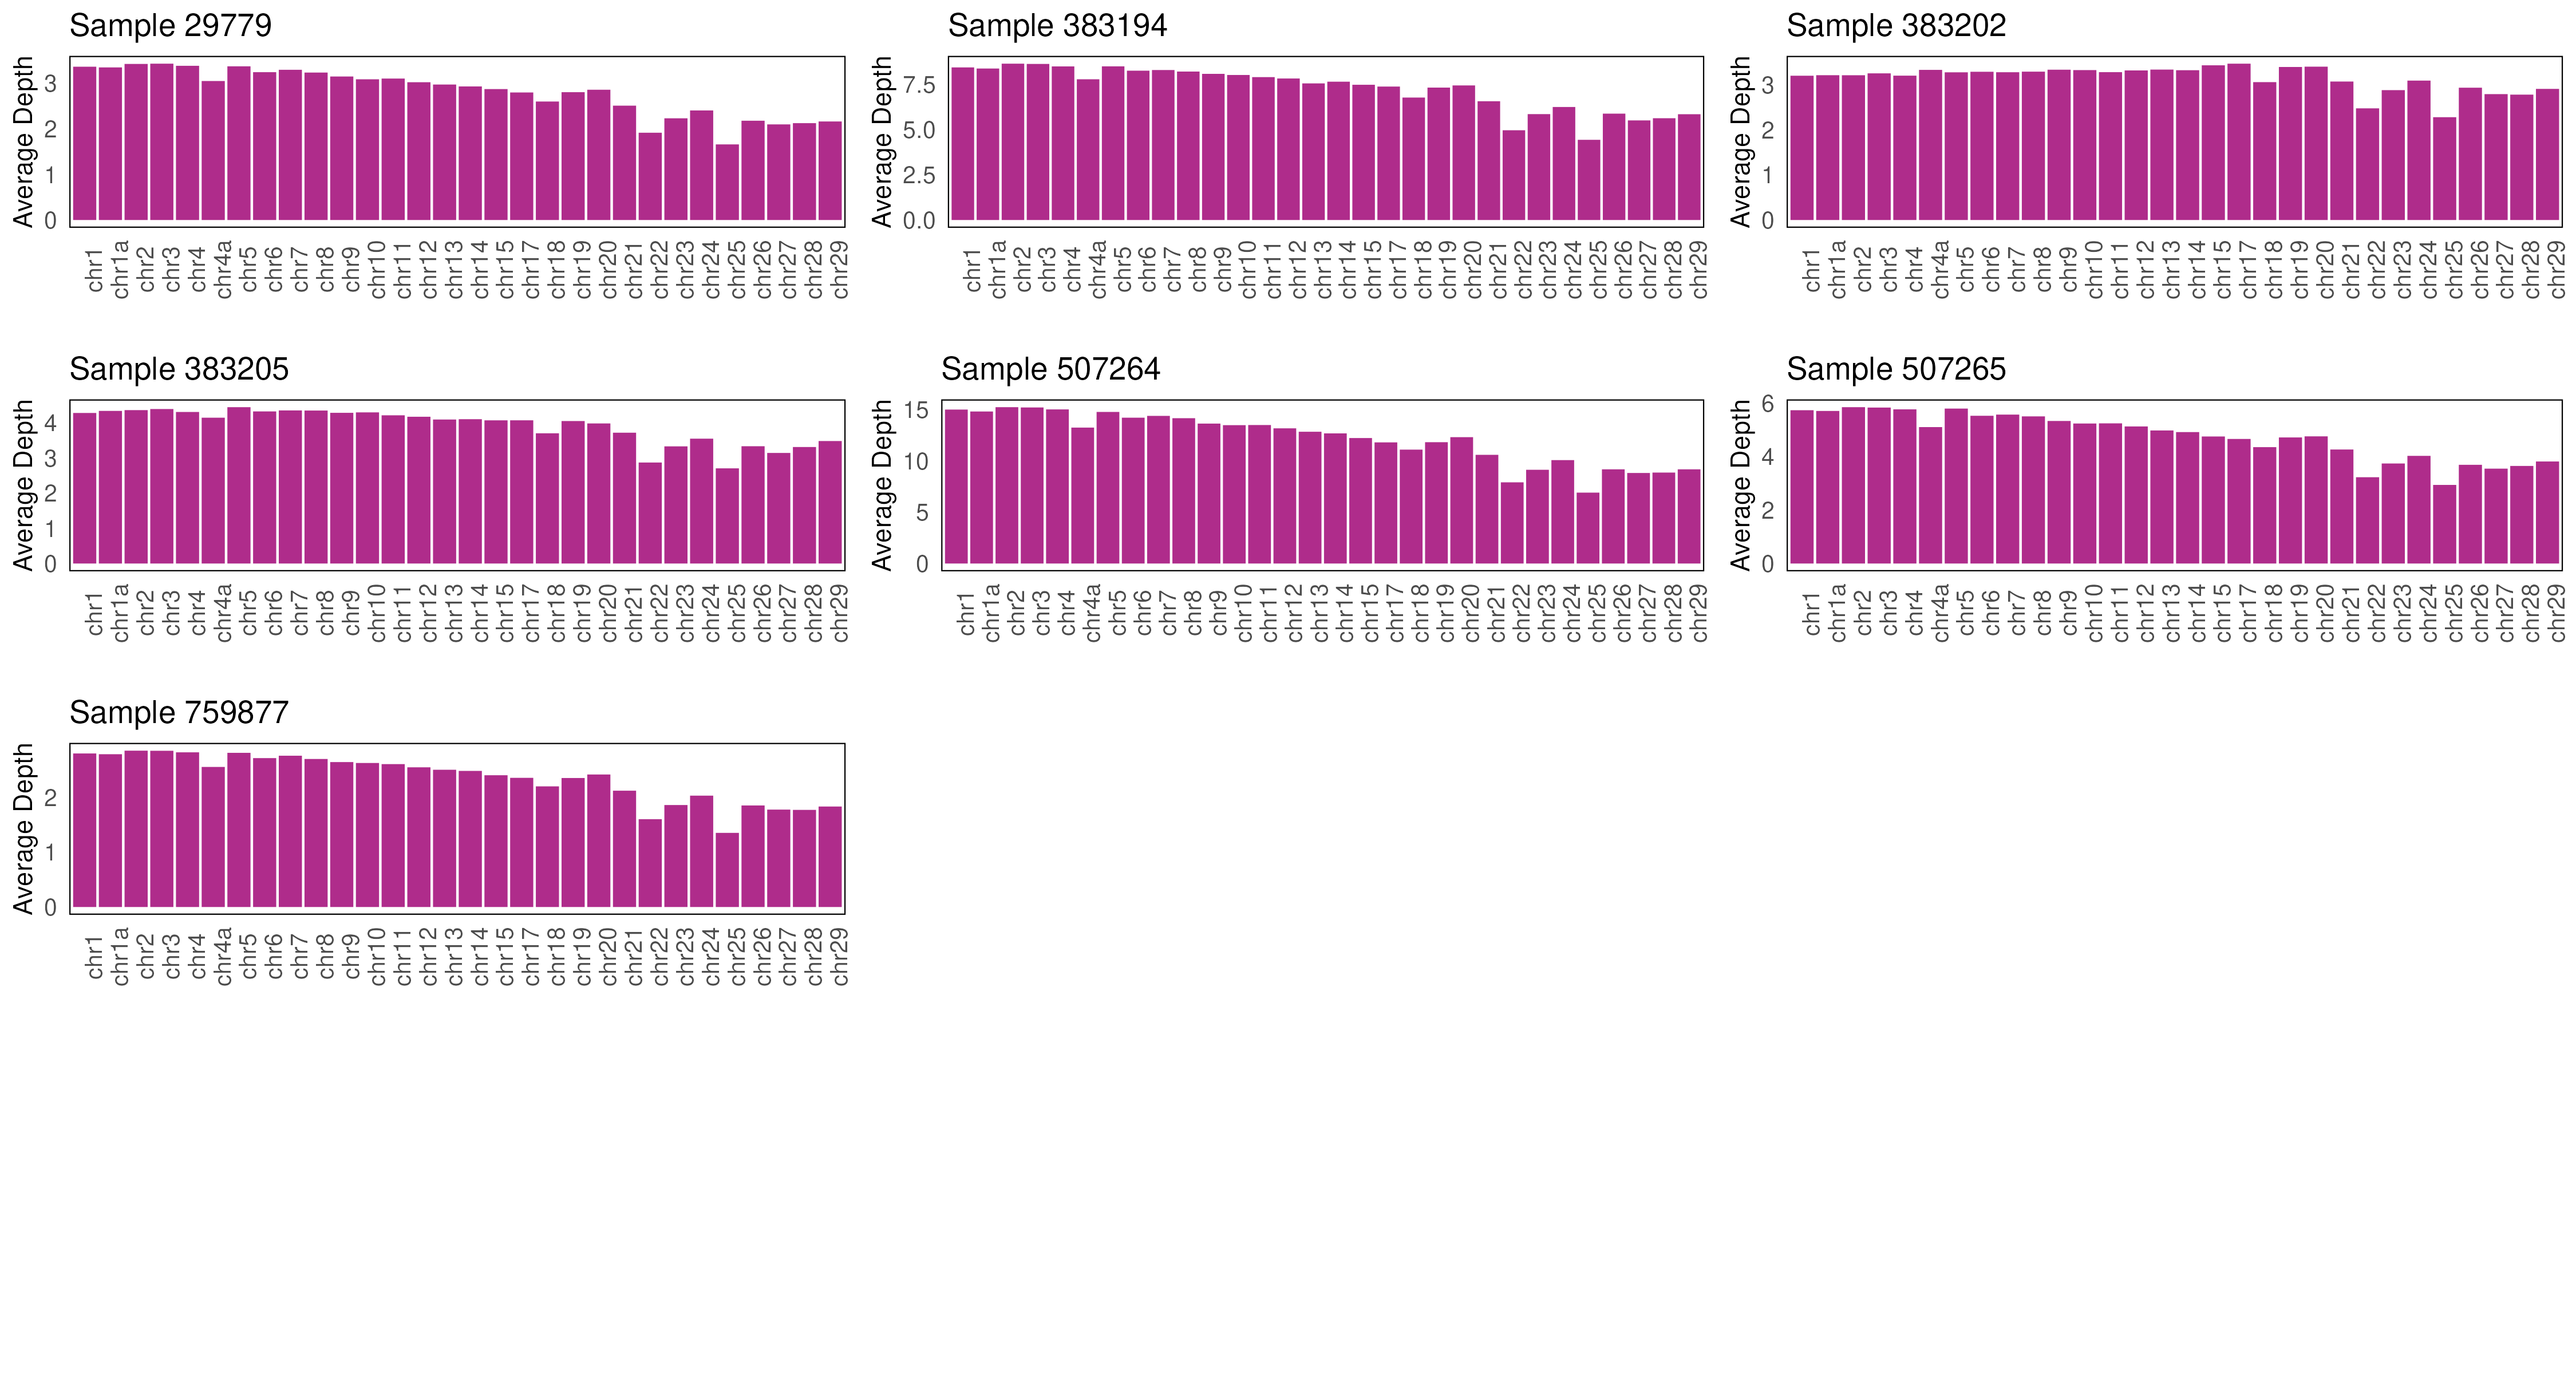 Sample 29779
Average Depth
3
2
1
0
chr1 chr1a chr2 chr3 chr4 chr4a chr5 chr6 chr7 chr8 chr9 chr10 chr11 chr12 chr13 chr14 chr15 chr17 chr18 chr19 chr20 chr21 chr22 chr23 chr24 chr25 chr26 chr27 chr28 chr29
Sample 383194
Average Depth
7.5
5.0
2.5
0.0
chr1 chr1a chr2 chr3 chr4 chr4a chr5 chr6 chr7 chr8 chr9 chr10 chr11 chr12 chr13 chr14 chr15 chr17 chr18 chr19 chr20 chr21 chr22 chr23 chr24 chr25 chr26 chr27 chr28 chr29
Sample 383202
Average Depth
3
2
1
0
chr1 chr1a chr2 chr3 chr4 chr4a chr5 chr6 chr7 chr8 chr9 chr10 chr11 chr12 chr13 chr14 chr15 chr17 chr18 chr19 chr20 chr21 chr22 chr23 chr24 chr25 chr26 chr27 chr28 chr29
Sample 383205
Average Depth
4
3
2
1
0
chr1 chr1a chr2 chr3 chr4 chr4a chr5 chr6 chr7 chr8 chr9 chr10 chr11 chr12 chr13 chr14 chr15 chr17 chr18 chr19 chr20 chr21 chr22 chr23 chr24 chr25 chr26 chr27 chr28 chr29
Sample 507264
Average Depth
15
10
5
0
chr1 chr1a chr2 chr3 chr4 chr4a chr5 chr6 chr7 chr8 chr9 chr10 chr11 chr12 chr13 chr14 chr15 chr17 chr18 chr19 chr20 chr21 chr22 chr23 chr24 chr25 chr26 chr27 chr28 chr29
Sample 507265
Average Depth
6
4
2
0
chr1 chr1a chr2 chr3 chr4 chr4a chr5 chr6 chr7 chr8 chr9 chr10 chr11 chr12 chr13 chr14 chr15 chr17 chr18 chr19 chr20 chr21 chr22 chr23 chr24 chr25 chr26 chr27 chr28 chr29
Sample 759877
Average Depth
2
1
0
chr1 chr1a chr2 chr3 chr4 chr4a chr5 chr6 chr7 chr8 chr9 chr10 chr11 chr12 chr13 chr14 chr15 chr17 chr18 chr19 chr20 chr21 chr22 chr23 chr24 chr25 chr26 chr27 chr28 chr29